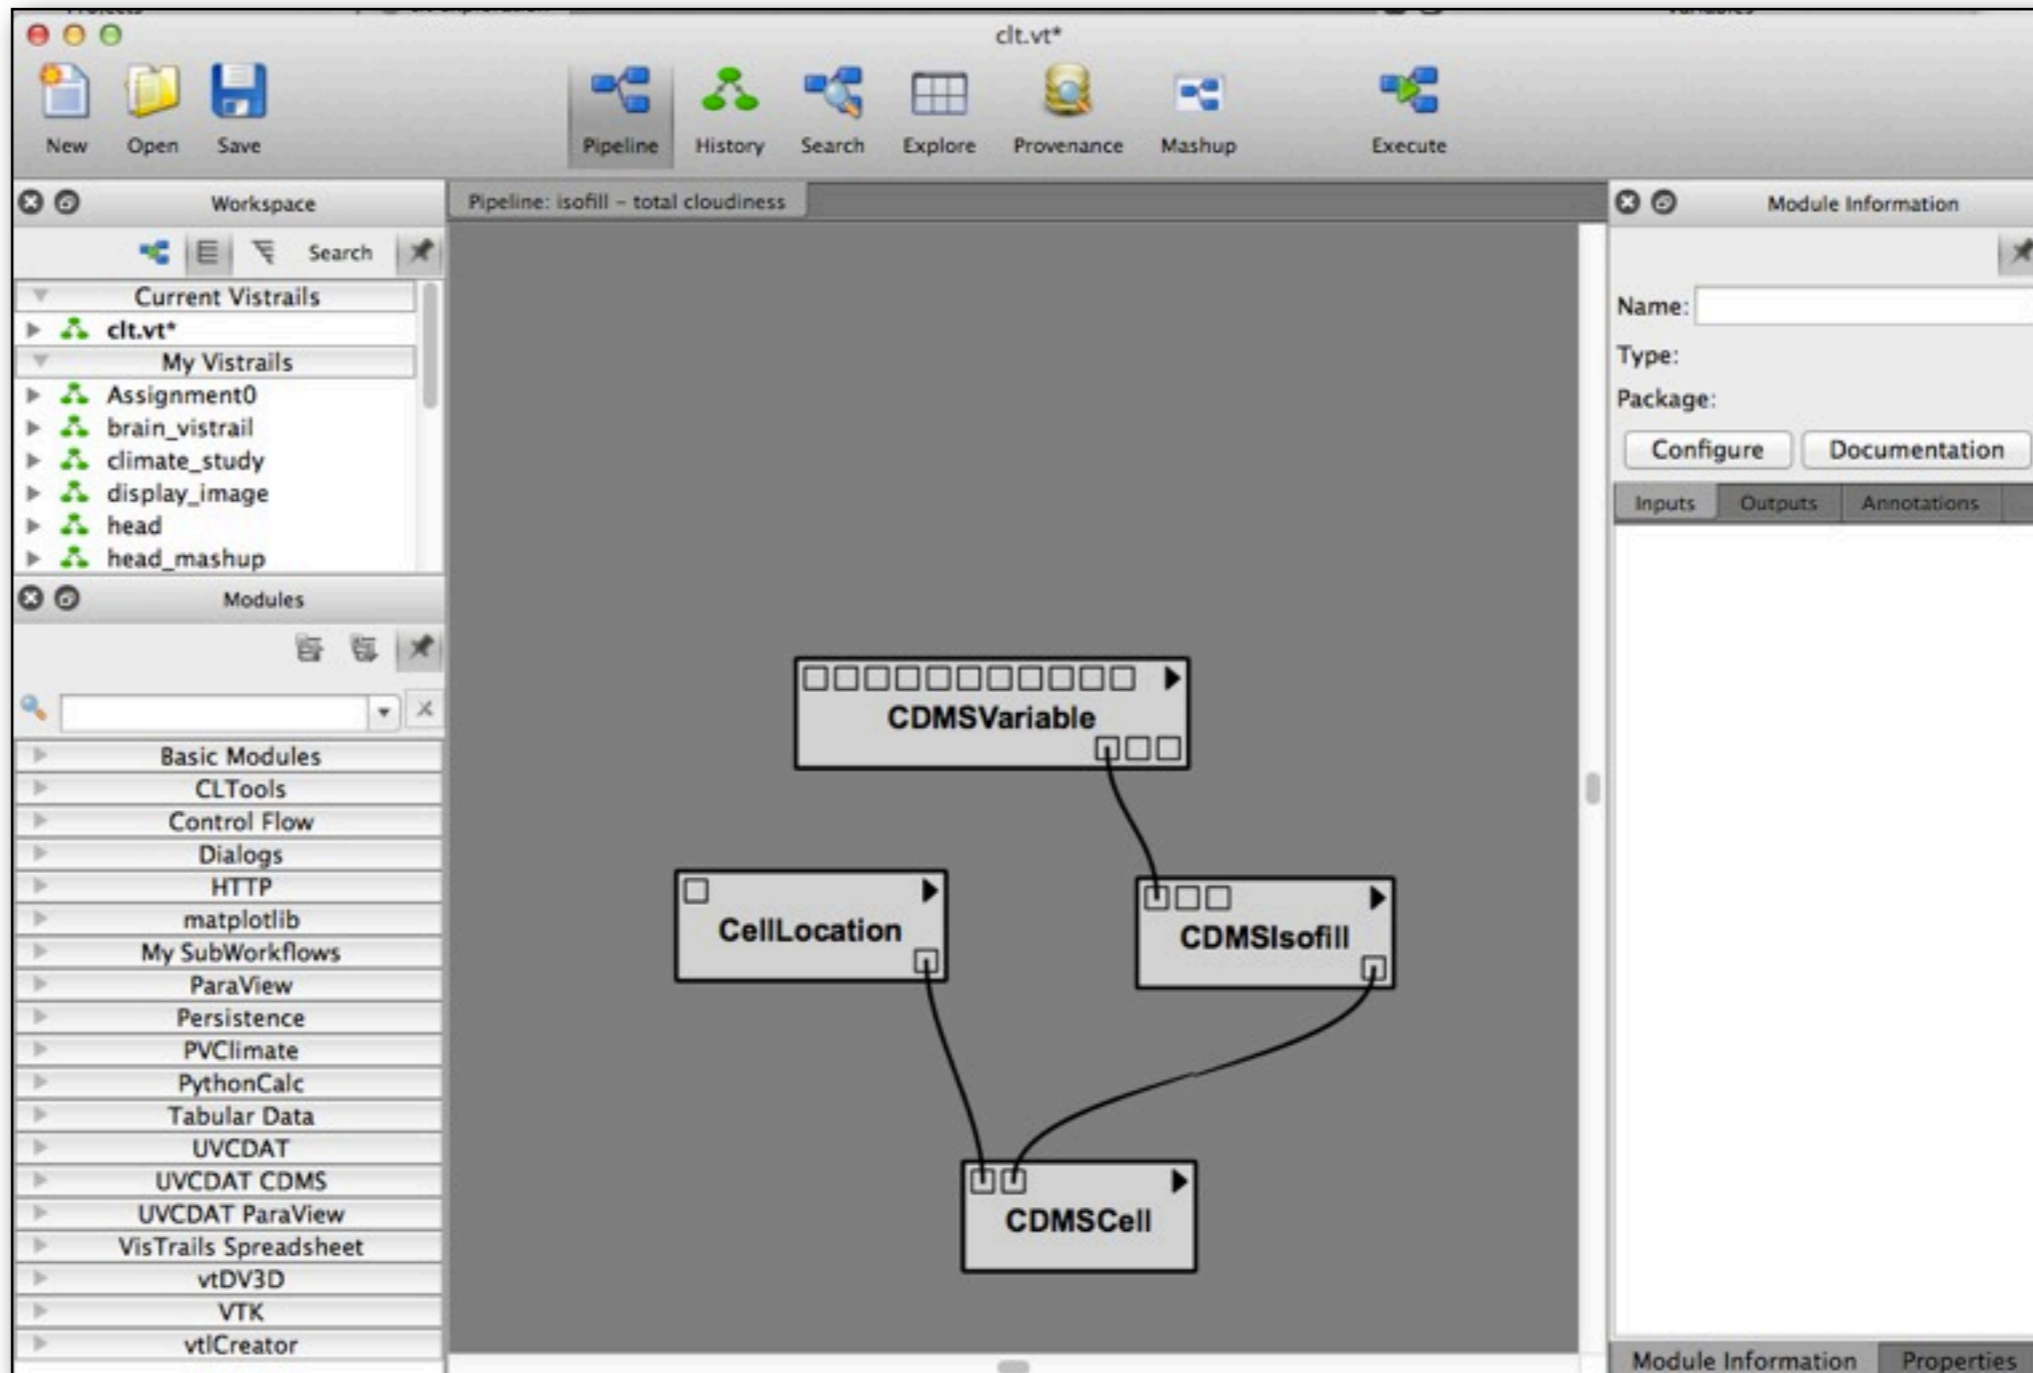 clt.vt*
New Open Save Pipeline History Search Explore Provenance Mashup Execute
Workspace
Search
Current Vistrails
clt.vt*
My Vistrails
Assignment0
brain_vistrail
climate_study
display_image
head
head_mashup
Modules
Basic Modules
CLTools
Control Flow
Dialogs
HTTP
matplotlib
My SubWorkflows
ParaView
Persistence
PVClimate
PythonCalc
Tabular Data
UVCDAT
UVCDAT CDMS
UVCDAT ParaView
VisTrails Spreadsheet
vtDV3D
VTK
vtlCreator
Pipeline: isofill - total cloudiness
CDMSVariable
CellLocation
CDMSIsofill
CDMSCell
Module Information
Name:
Type:
Package:
Configure Documentation
Inputs Outputs Annotations
Module Information Properties